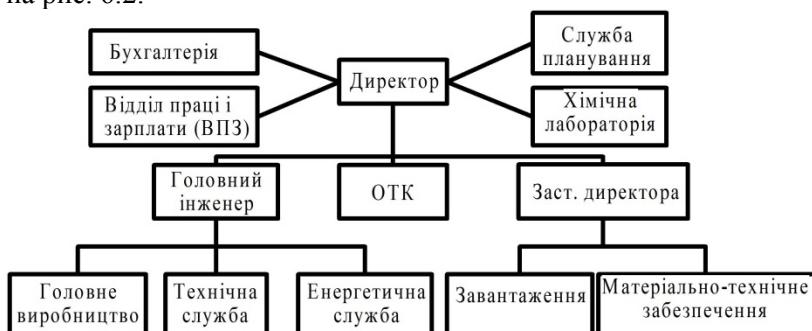 на рис. 6.2.
Бухгалтерія
Служба
планування
Директор
Відділ праці і
зарплати (ВПЗ)
Хімічна
лабораторія
Головний
інженер
ОТК
Заст. директора
Головне
виробництво
Технічна
служба
Енергетична
служба
Завантаження
Матеріально-технічне
забезпечення